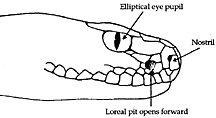 Elliptical eye pupil
Nostril
Loreal pit opens forward